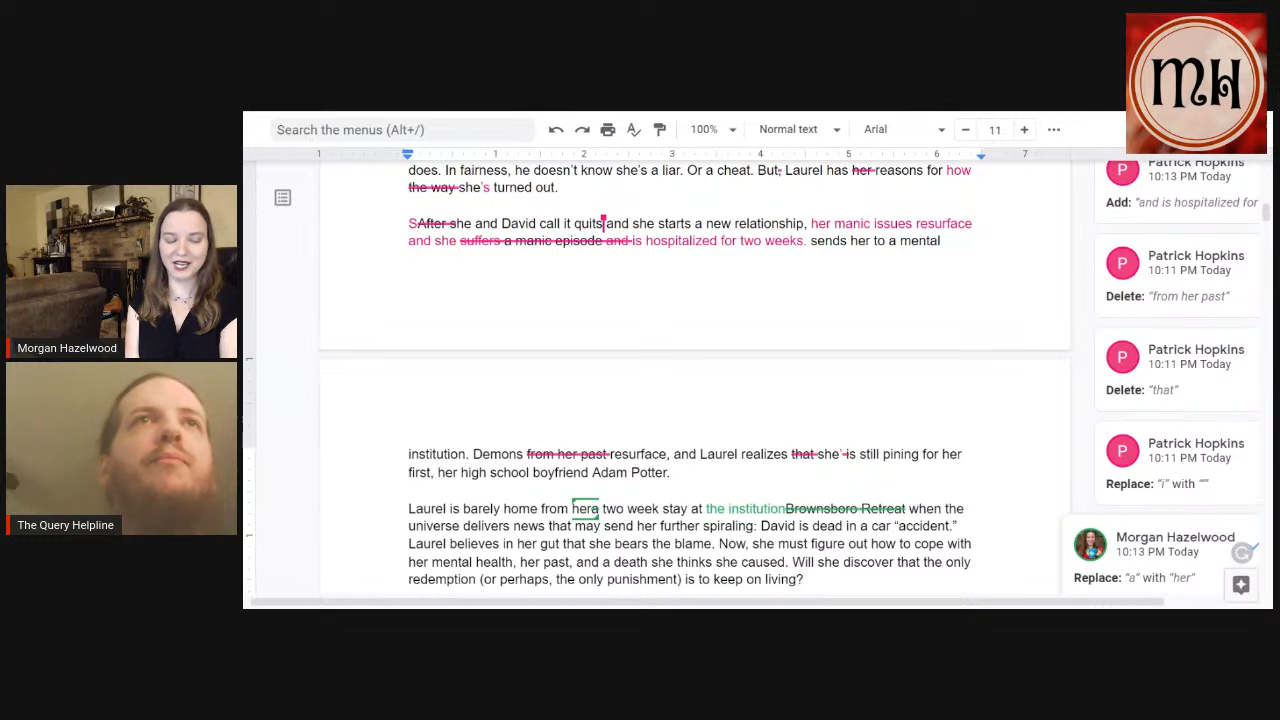 MH
Search the menus (Alt+/)
100%
Normal text
Arial
11
1 1 2 3 4 5 6 7
does. In fairness, he doesn't know she's a liar. Or a cheat. But, Laurel has her reasons for how
the way she's turned out.
SAfter she and David call it quits and she starts a new relationship, her manic issues resurface
and she suffers a manic episode and is hospitalized for two weeks. sends her to a mental
institution. Demons from her past resurface, and Laurel realizes that she'is still pining for her
first, her high school boyfriend Adam Potter.
Laurel is barely home from hera two week stay at the institutionBrownsboro Retreat when the
universe delivers news that may send her further spiraling: David is dead in a car “accident.”
Laurel believes in her gut that she bears the blame. Now, she must figure out how to cope with
her mental health, her past, and a death she thinks she caused. Will she discover that the only
redemption (or perhaps, the only punishment) is to keep on living?
Patrick Hopkins
10:13 PM Today
Add: “and is hospitalized for
P
Patrick Hopkins
10:11 PM Today
Delete: “from her past”
P
Patrick Hopkins
10:11 PM Today
Delete: “that”
P
Patrick Hopkins
10:11 PM Today
Replace: “i” with “”
Morgan Hazelwood
10:13 PM Today
Replace: “a” with “her”
Morgan Hazelwood
The Query Helpline